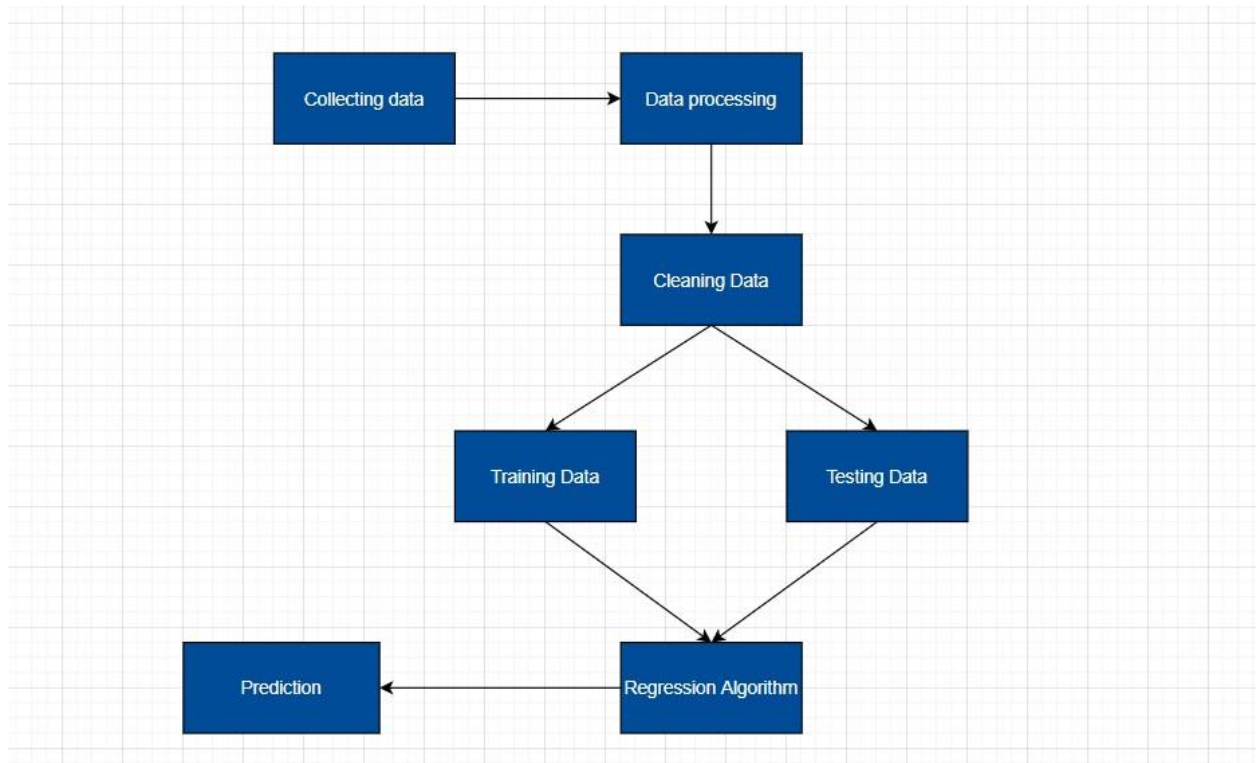 Collecting data
Data processing
Cleaning Data
Training Data
Testing Data
Prediction
Regression Algorithm